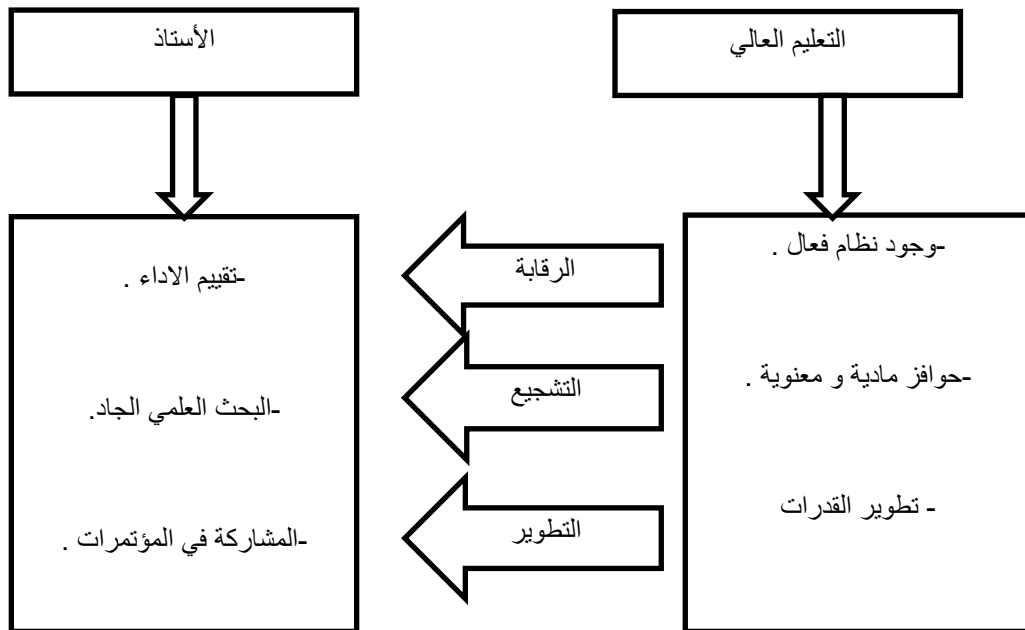 التعليم العالي
الأستاذ
-وجود نظام فعال .
الرقابة
-تقييم الاداء .
-حوافز مادية و معنوية .
التشجيع
-البحث العلمي الجاد.
- تطوير القدرات
التطوير
-المشاركة في المؤتمرات .